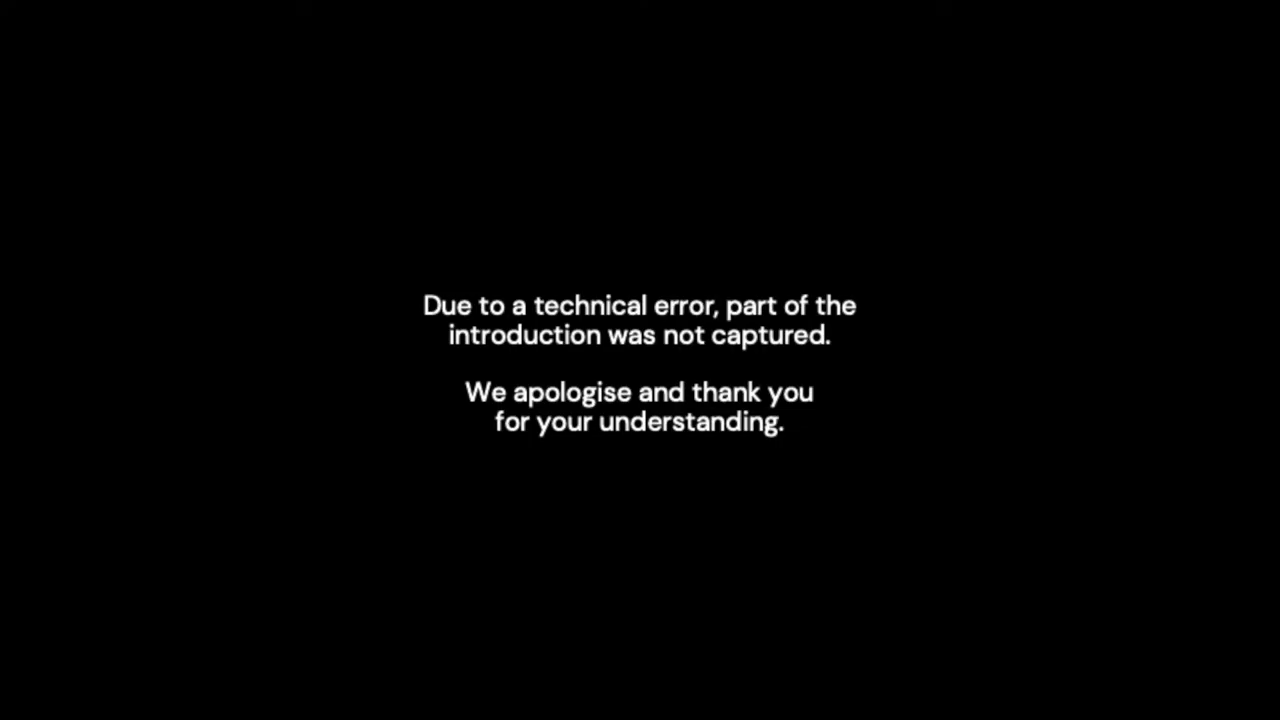 Due to a technical error, part of the
introduction was not captured.
We apologise and thank you
for your understanding.